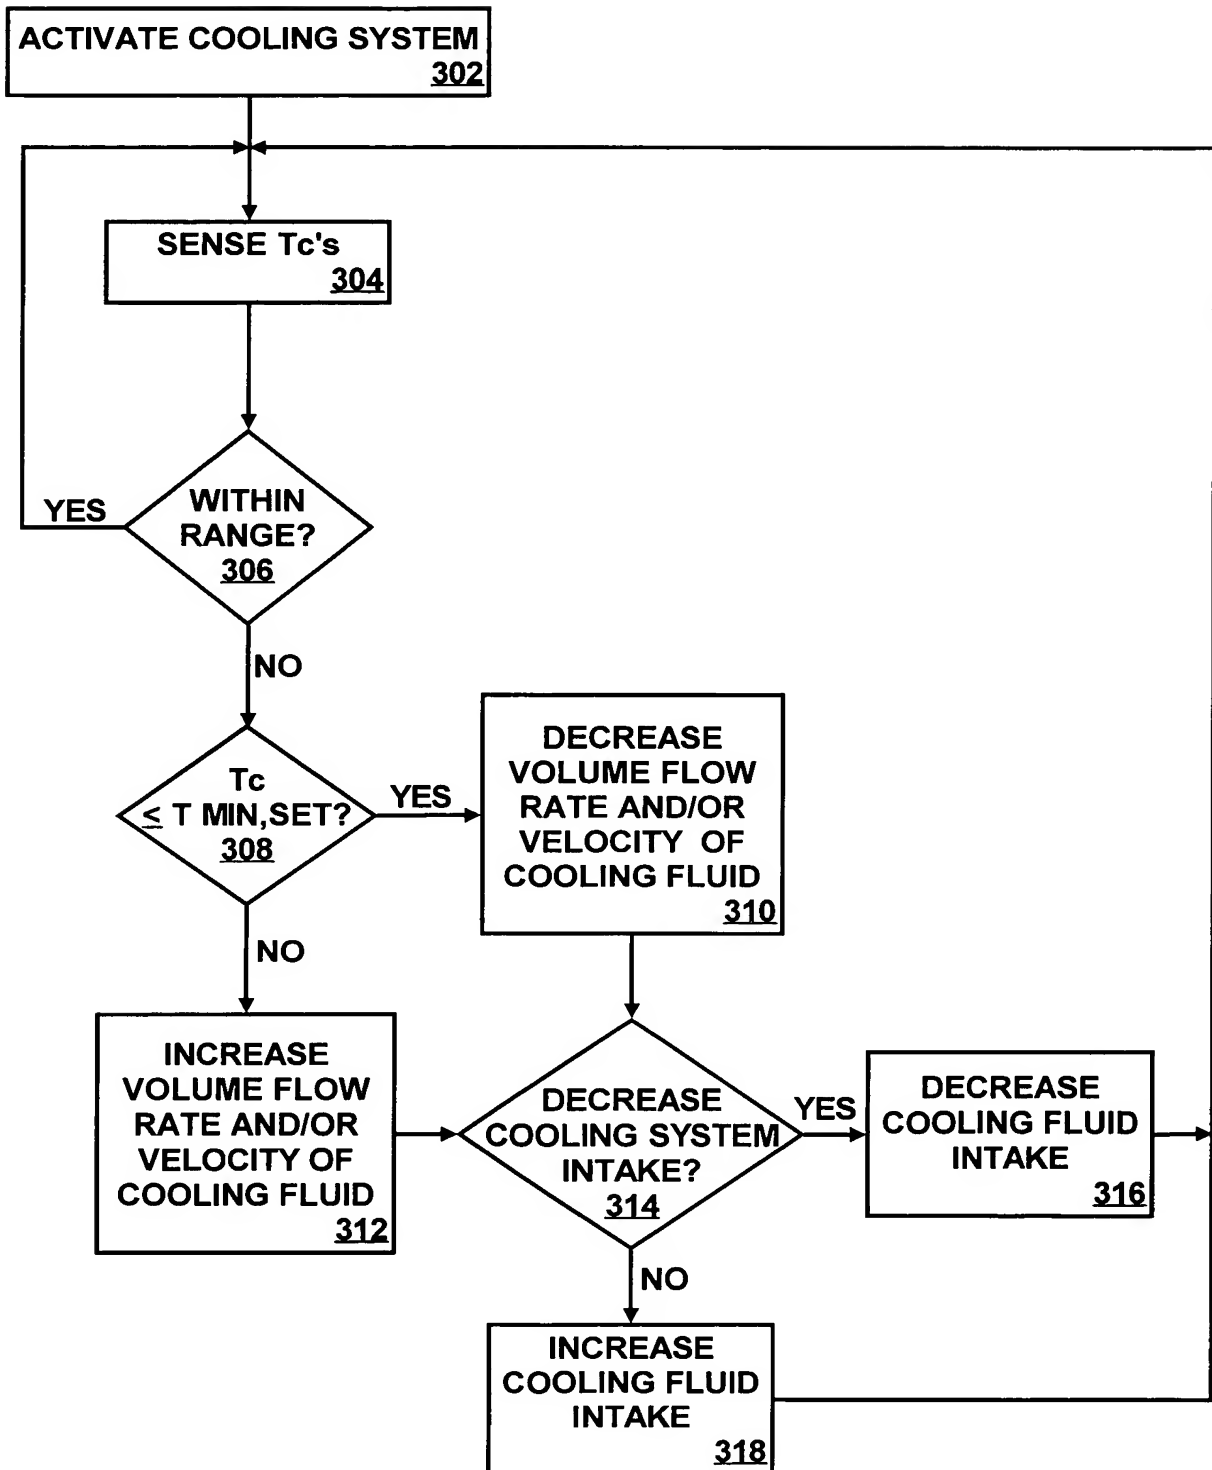 ACTIVATE COOLING SYSTEM
302
SENSE Tc's
304
YES
WITHIN
RANGE?
306
NO
Tc
≤ T MIN,SET?
308
YES
DECREASE
VOLUME FLOW
RATE AND/OR
VELOCITY OF
COOLING FLUID
310
NO
INCREASE
VOLUME FLOW
RATE AND/OR
VELOCITY OF
COOLING FLUID
312
DECREASE
COOLING SYSTEM
INTAKE?
314
YES
DECREASE
COOLING FLUID
INTAKE
316
NO
INCREASE
COOLING FLUID
INTAKE
318